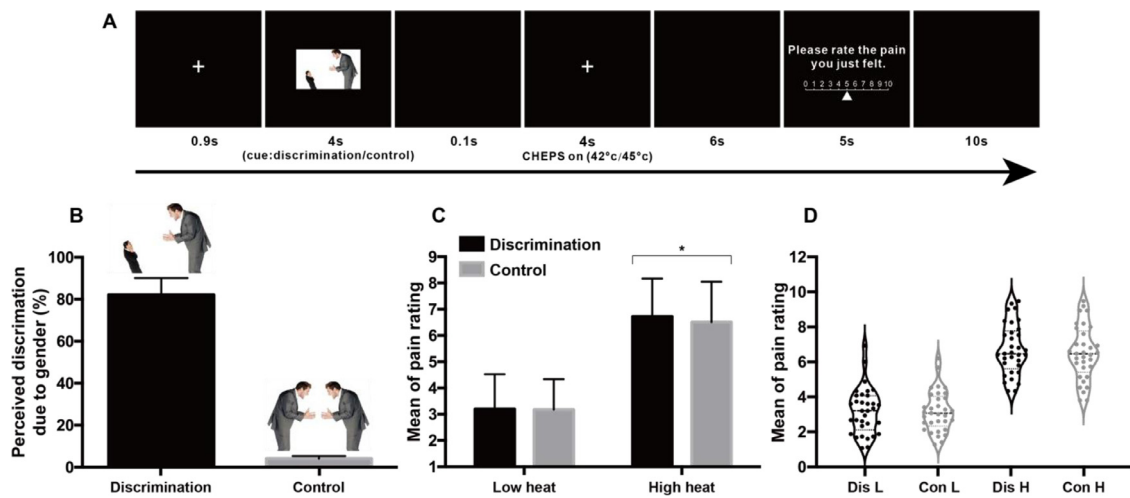 A
+
+
Please rate the pain
you just felt.
0 1 2 3 4 5 6 7 8 9 10
0.9s 4s 0.1s 4s 6s 5s 10s
(cue:discrimination/control) CHEPS on (42°c/45°c)
B
Perceived discrimation
due to gender (%)
100
80
60
40
20
0
Discrimination Control
C
Discrimination
Control
*
Mean of pain rating
9
8
7
6
5
4
3
2
1
Low heat High heat
D
Mean of pain rating
12
10
8
6
4
2
0
Dis L Con L Dis H Con H